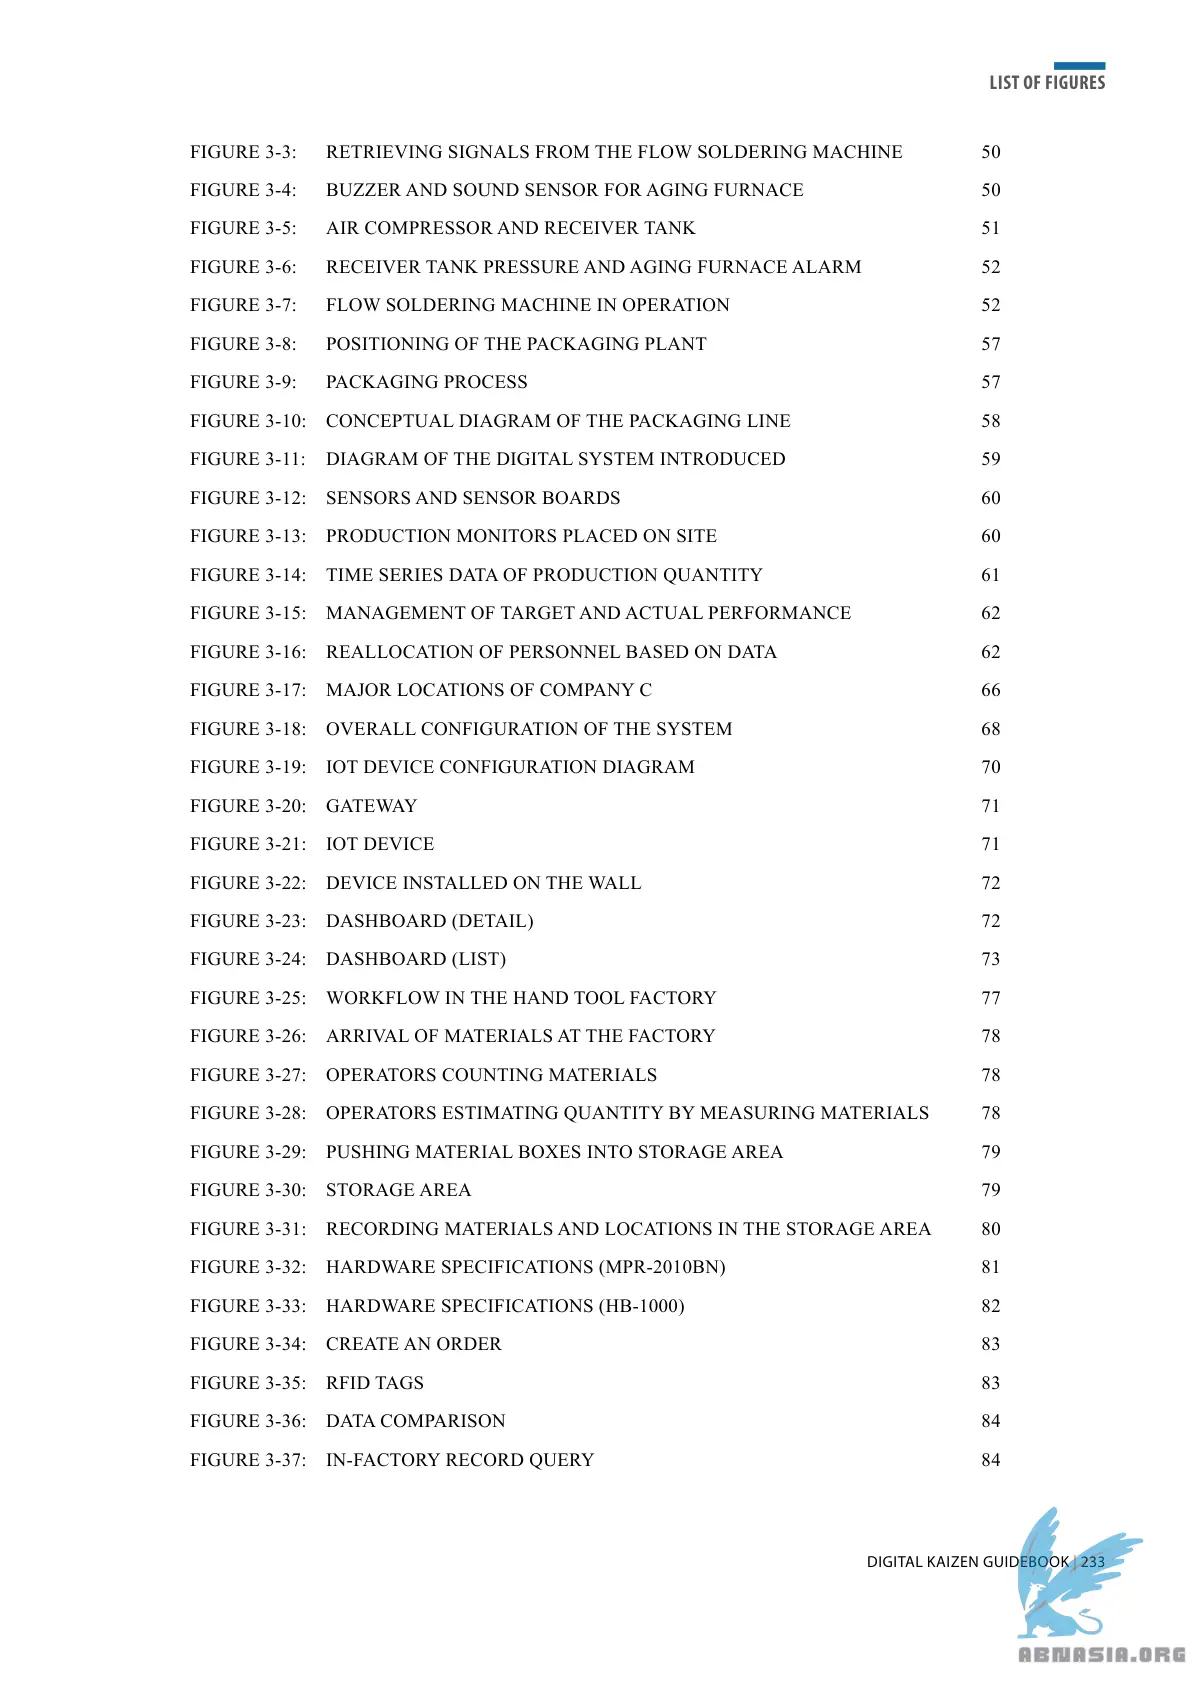 LIST OF FIGURES
FIGURE 3-3: RETRIEVING SIGNALS FROM THE FLOW SOLDERING MACHINE 50
FIGURE 3-4: BUZZER AND SOUND SENSOR FOR AGING FURNACE 50
FIGURE 3-5: AIR COMPRESSOR AND RECEIVER TANK 51
FIGURE 3-6: RECEIVER TANK PRESSURE AND AGING FURNACE ALARM 52
FIGURE 3-7: FLOW SOLDERING MACHINE IN OPERATION 52
FIGURE 3-8: POSITIONING OF THE PACKAGING PLANT 57
FIGURE 3-9: PACKAGING PROCESS 57
FIGURE 3-10: CONCEPTUAL DIAGRAM OF THE PACKAGING LINE 58
FIGURE 3-11: DIAGRAM OF THE DIGITAL SYSTEM INTRODUCED 59
FIGURE 3-12: SENSORS AND SENSOR BOARDS 60
FIGURE 3-13: PRODUCTION MONITORS PLACED ON SITE 60
FIGURE 3-14: TIME SERIES DATA OF PRODUCTION QUANTITY 61
FIGURE 3-15: MANAGEMENT OF TARGET AND ACTUAL PERFORMANCE 62
FIGURE 3-16: REALLOCATION OF PERSONNEL BASED ON DATA 62
FIGURE 3-17: MAJOR LOCATIONS OF COMPANY C 66
FIGURE 3-18: OVERALL CONFIGURATION OF THE SYSTEM 68
FIGURE 3-19: IOT DEVICE CONFIGURATION DIAGRAM 70
FIGURE 3-20: GATEWAY 71
FIGURE 3-21: IOT DEVICE 71
FIGURE 3-22: DEVICE INSTALLED ON THE WALL 72
FIGURE 3-23: DASHBOARD (DETAIL) 72
FIGURE 3-24: DASHBOARD (LIST) 73
FIGURE 3-25: WORKFLOW IN THE HAND TOOL FACTORY 77
FIGURE 3-26: ARRIVAL OF MATERIALS AT THE FACTORY 78
FIGURE 3-27: OPERATORS COUNTING MATERIALS 78
FIGURE 3-28: OPERATORS ESTIMATING QUANTITY BY MEASURING MATERIALS 78
FIGURE 3-29: PUSHING MATERIAL BOXES INTO STORAGE AREA 79
FIGURE 3-30: STORAGE AREA 79
FIGURE 3-31: RECORDING MATERIALS AND LOCATIONS IN THE STORAGE AREA 80
FIGURE 3-32: HARDWARE SPECIFICATIONS (MPR-2010BN) 81
FIGURE 3-33: HARDWARE SPECIFICATIONS (HB-1000) 82
FIGURE 3-34: CREATE AN ORDER 83
FIGURE 3-35: RFID TAGS 83
FIGURE 3-36: DATA COMPARISON 84
FIGURE 3-37: IN-FACTORY RECORD QUERY 84
DIGITAL KAIZEN GUIDEBOOK | 233
ABNASIA.ORG